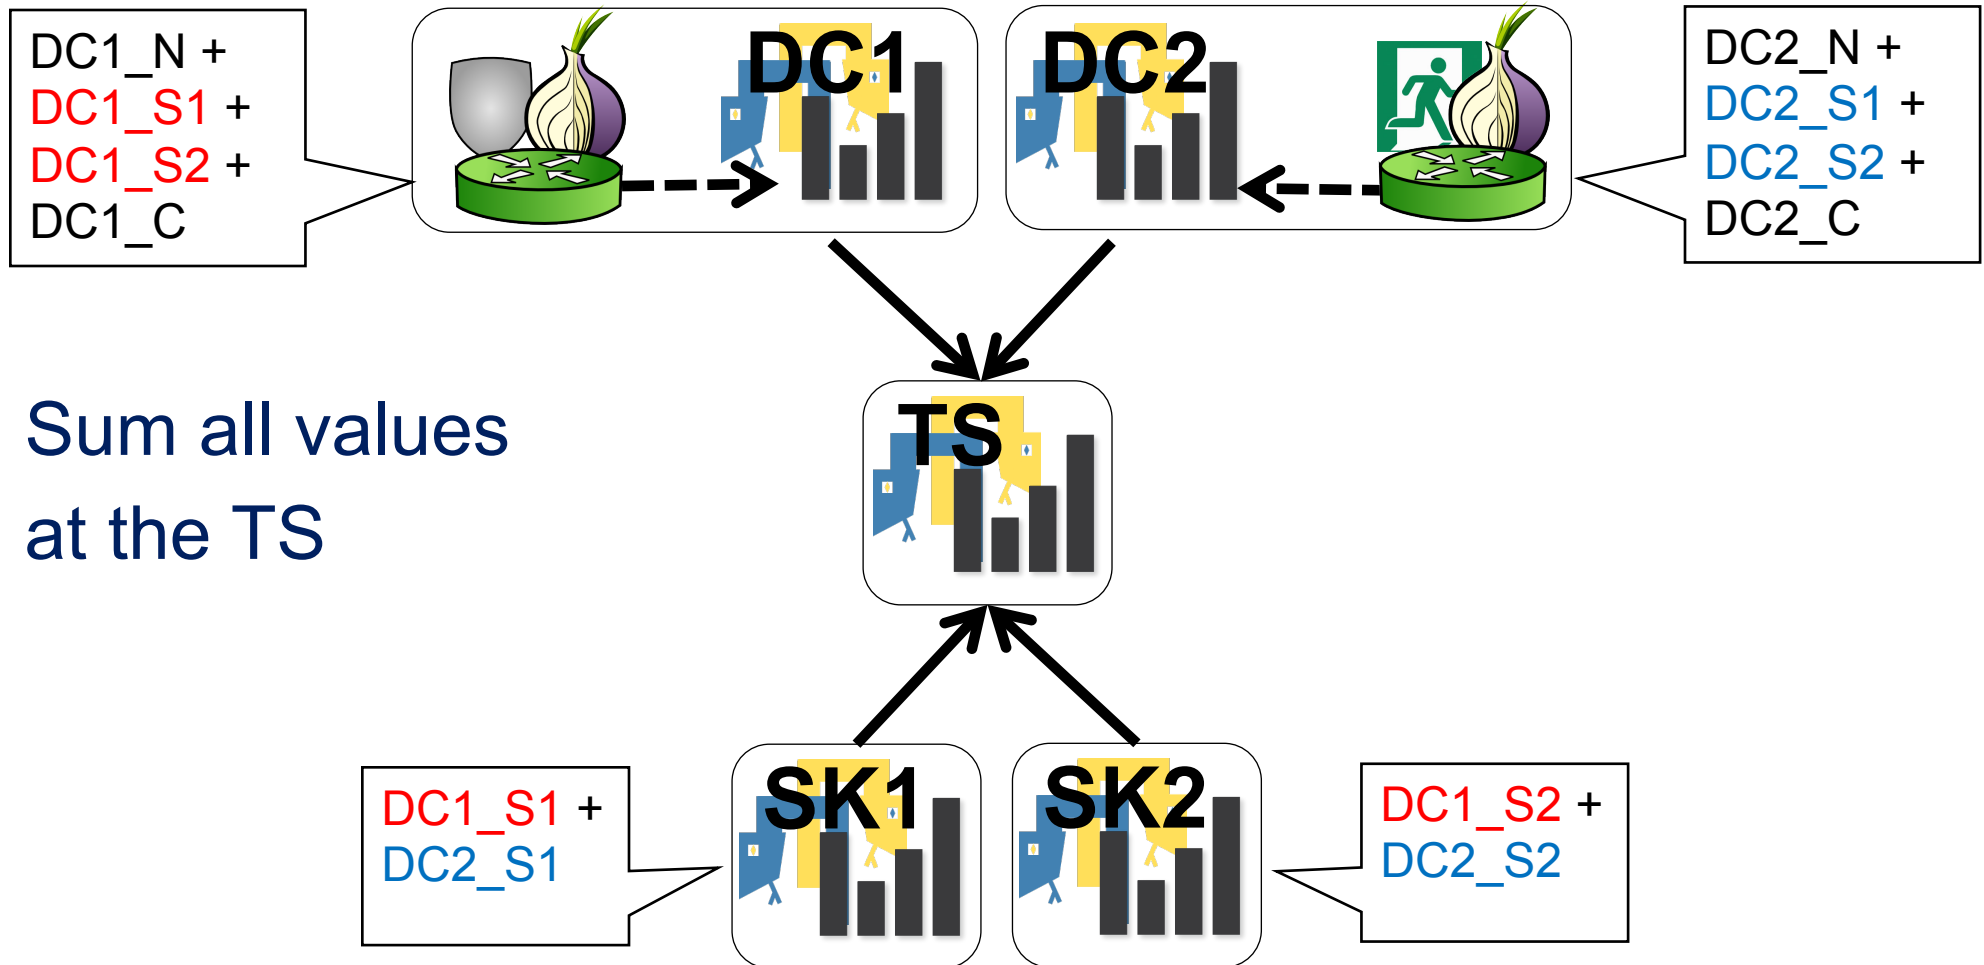 DC1_N +
DC1_S1 +
DC1_S2 +
DC1_C
DC1
DC2
DC2_N +
DC2_S1 +
DC2_S2 +
DC2_C
Sum all values
at the TS
TS
DC1_S1 +
DC2_S1
SK1
SK2
DC1_S2 +
DC2_S2